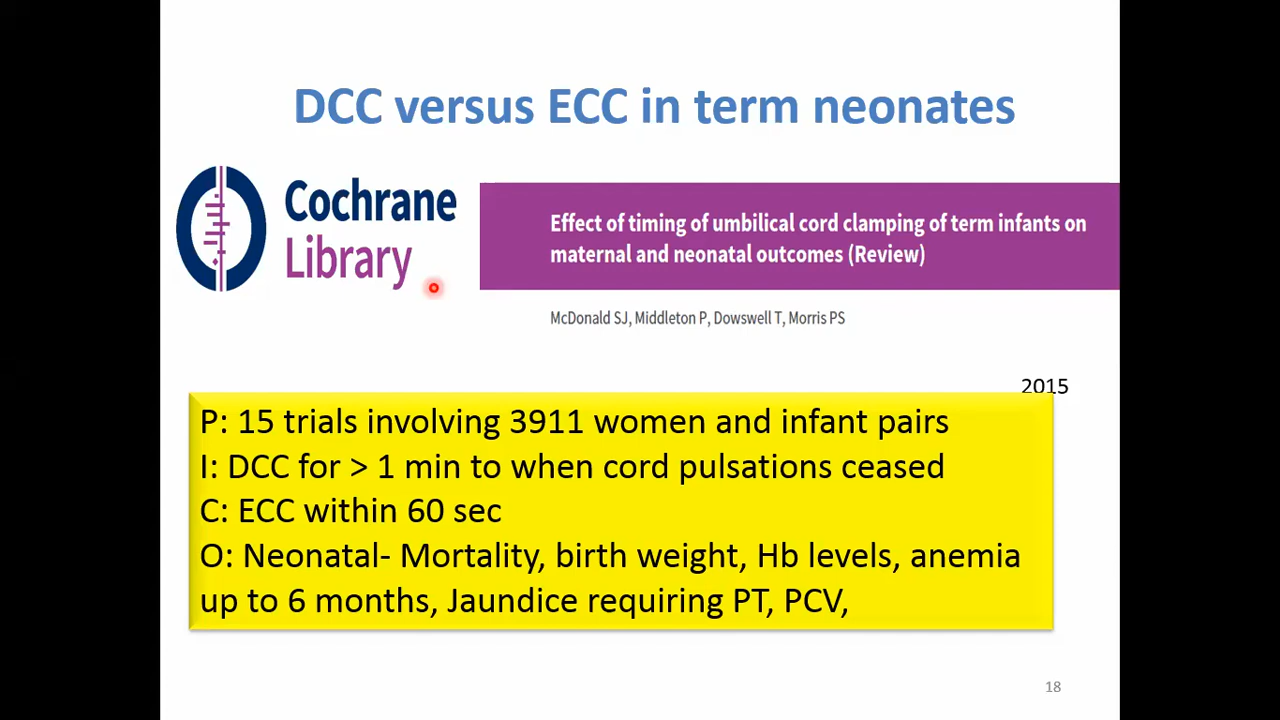 DCC versus ECC in term neonates
Cochrane
Library
Effect of timing of umbilical cord clamping of term infants on
maternal and neonatal outcomes (Review)
McDonald SJ, Middleton P, Dowswell T, Morris PS
2015
P: 15 trials involving 3911 women and infant pairs
I: DCC for > 1 min to when cord pulsations ceased
C: ECC within 60 sec
O: Neonatal- Mortality, birth weight, Hb levels, anemia
up to 6 months, Jaundice requiring PT, PCV,
18